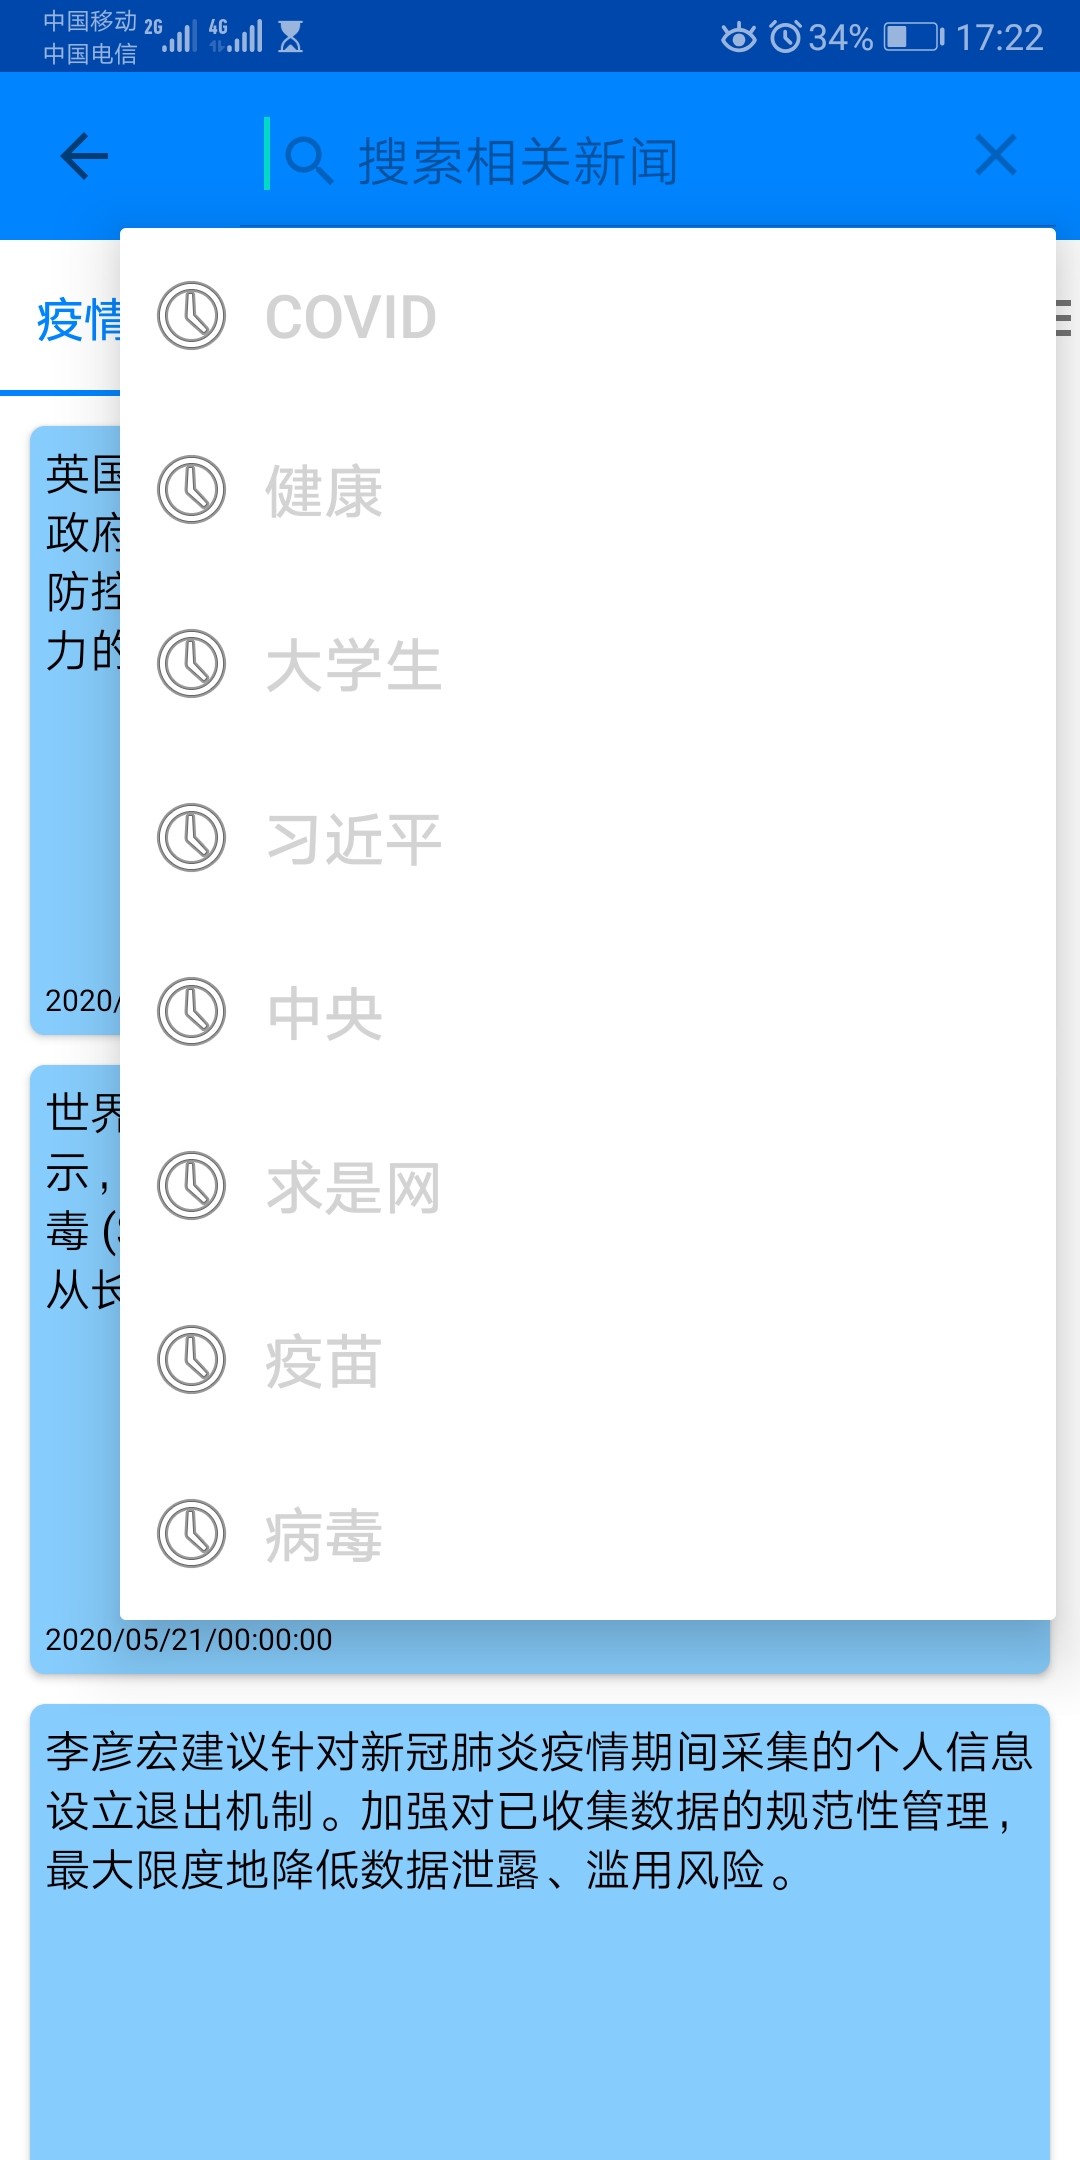 中国移动 2G 4G 34% 17:22
中国电信
搜索相关新闻
疫情
COVID
健康
大学生
习近平
中央
求是网
疫苗
病毒
英国
政府
防控
力的
2020/
世界
示，
毒 (S
从长
2020/05/21/00:00:00
李彦宏建议针对新冠肺炎疫情期间采集的个人信息
设立退出机制。加强对已收集数据的规范性管理，
最大限度地降低数据泄露、滥用风险。